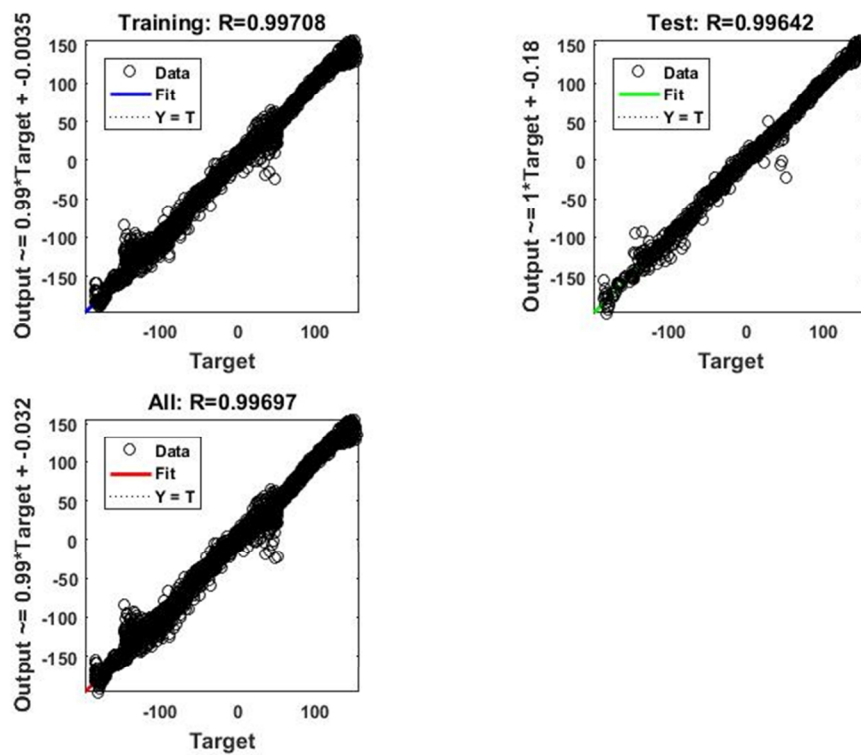 Training: R=0.99708
Output ~= 0.99*Target + -0.0035
150
100
50
0
-50
-100
-150
Data
Fit
Y = T
-100 0 100
Target
Test: R=0.99642
Output ~= 1*Target + -0.18
150
100
50
0
-50
-100
-150
Data
Fit
Y = T
-100 0 100
Target
All: R=0.99697
Output ~= 0.99*Target + -0.032
150
100
50
0
-50
-100
-150
Data
Fit
Y = T
-100 0 100
Target